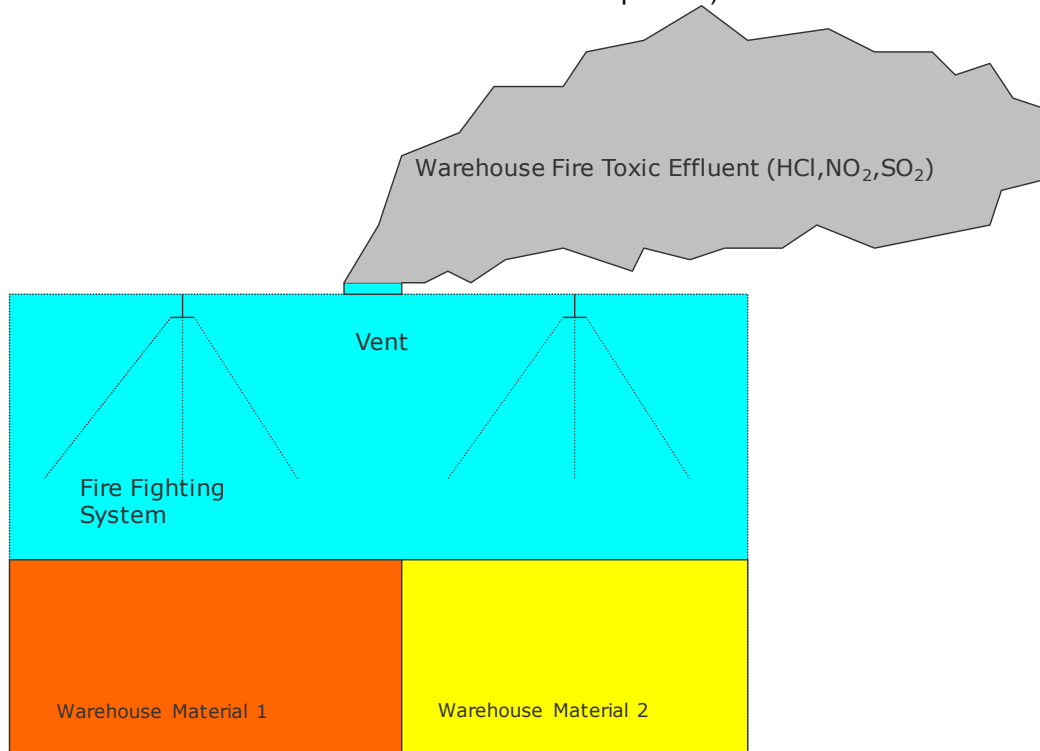 Warehouse Fire Toxic Effluent (HCl,NO₂,SO₂)
Vent
Fire Fighting
System
Warehouse Material 1
Warehouse Material 2